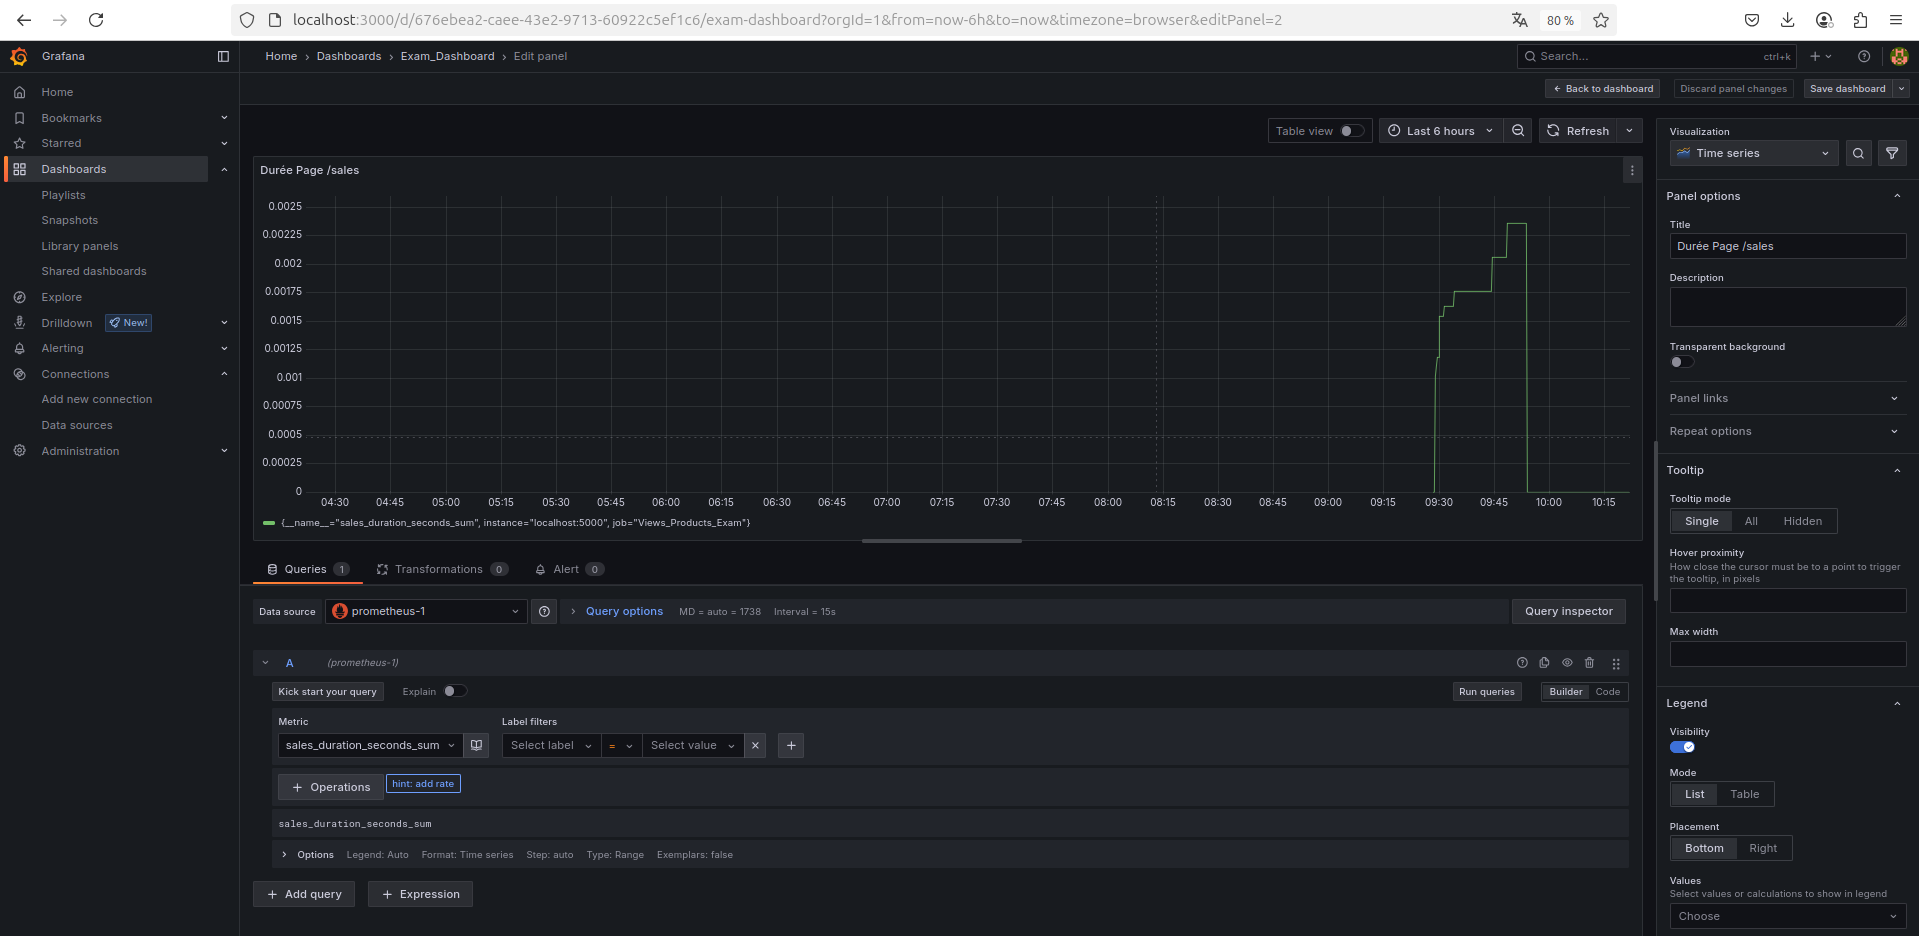 localhost:3000/d/676ebea2-caee-43e2-9713-60922c5ef1c6/exam-dashboard?orgId=1&from=now-6h&to=now&timezone=browser&editPanel=2
80 %
Grafana
Home › Dashboards › Exam_Dashboard › Edit panel
Search... ctrl+k
Back to dashboard
Discard panel changes
Save dashboard
Home
Bookmarks
Starred
Dashboards
Playlists
Snapshots
Library panels
Shared dashboards
Explore
Drilldown New!
Alerting
Connections
Add new connection
Data sources
Administration
Table view
Last 6 hours
Refresh
Durée Page /sales
0.0025
0.00225
0.002
0.00175
0.0015
0.00125
0.001
0.00075
0.0005
0.00025
0
04:30 04:45 05:00 05:15 05:30 05:45 06:00 06:15 06:30 06:45 07:00 07:15 07:30 07:45 08:00 08:15 08:30 08:45 09:00 09:15 09:30 09:45 10:00 10:15
{__name__="sales_duration_seconds_sum", instance="localhost:5000", job="Views_Products_Exam"}
Queries 1
Transformations 0
Alert 0
Data source
prometheus-1
Query options MD = auto = 1738 Interval = 15s
Query inspector
A (prometheus-1)
Kick start your query
Explain
Run queries
Builder Code
Metric
sales_duration_seconds_sum
Label filters
Select label = Select value
+ Operations
hint: add rate
sales_duration_seconds_sum
Options Legend: Auto Format: Time series Step: auto Type: Range Exemplars: false
+ Add query
+ Expression
Visualization
Time series
Panel options
Title
Durée Page /sales
Description
Transparent background
Panel links
Repeat options
Tooltip
Tooltip mode
Single All Hidden
Hover proximity
How close the cursor must be to a point to trigger
the tooltip, in pixels
Max width
Legend
Visibility
Mode
List Table
Placement
Bottom Right
Values
Select values or calculations to show in legend
Choose